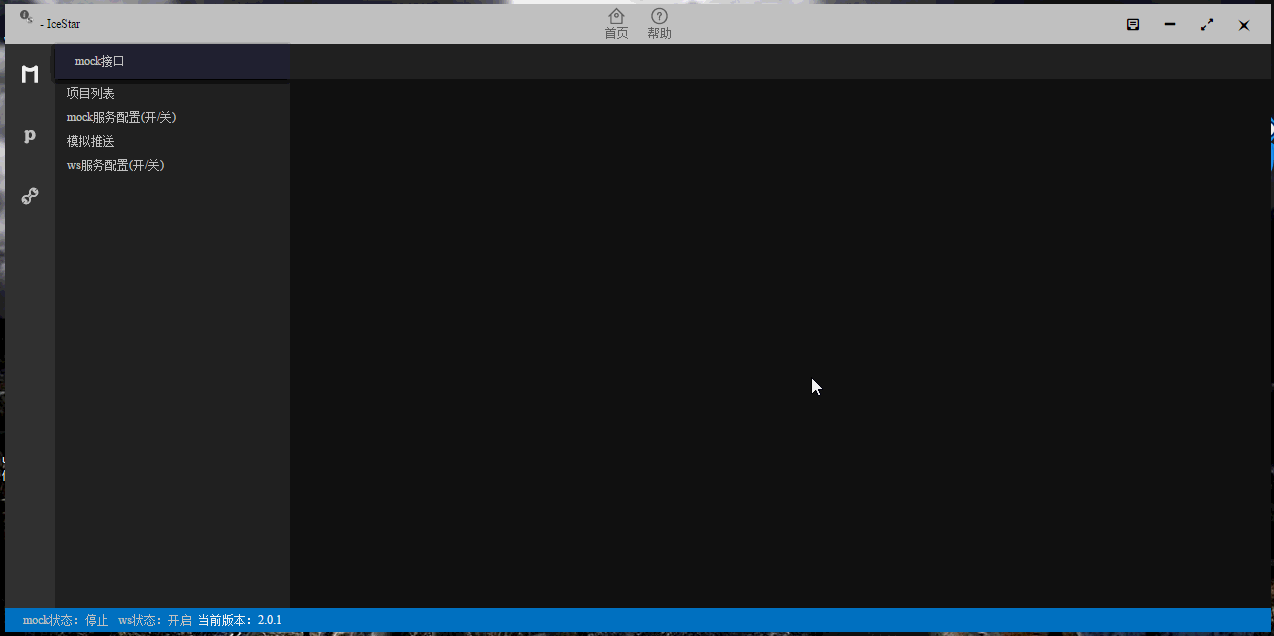 - IceStar
首页
帮助
mock接口
项目列表
mock服务配置(开/关)
模拟推送
ws服务配置(开/关)
mock状态：停止 ws状态：开启 当前版本：2.0.1